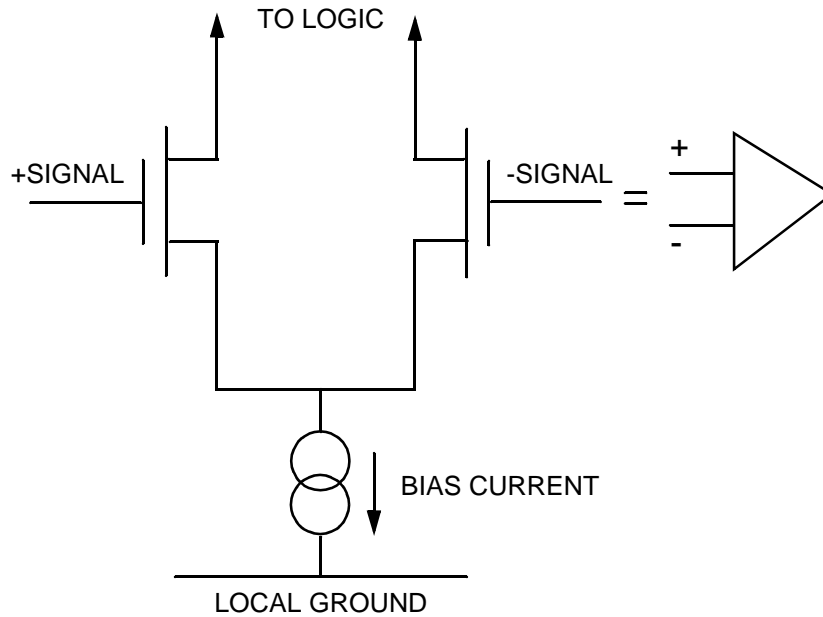 TO LOGIC
+SIGNAL
-SIGNAL
=
+
-
BIAS CURRENT
LOCAL GROUND